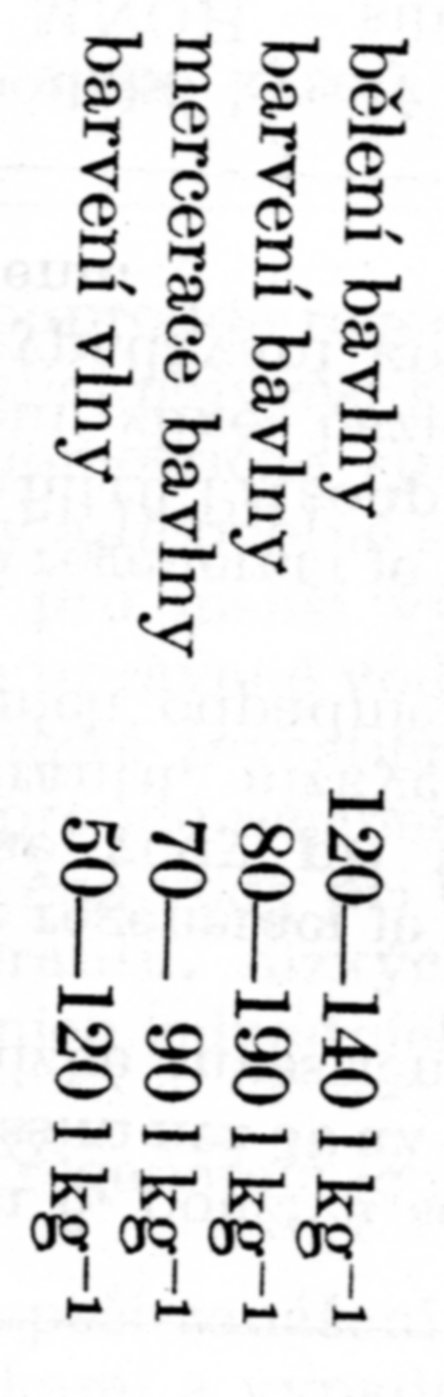 bělení bavlny 120—140 l kg⁻¹
barvení bavlny 80—190 l kg⁻¹
mercerace bavlny 70— 90 l kg⁻¹
barvení vlny 50—120 l kg⁻¹